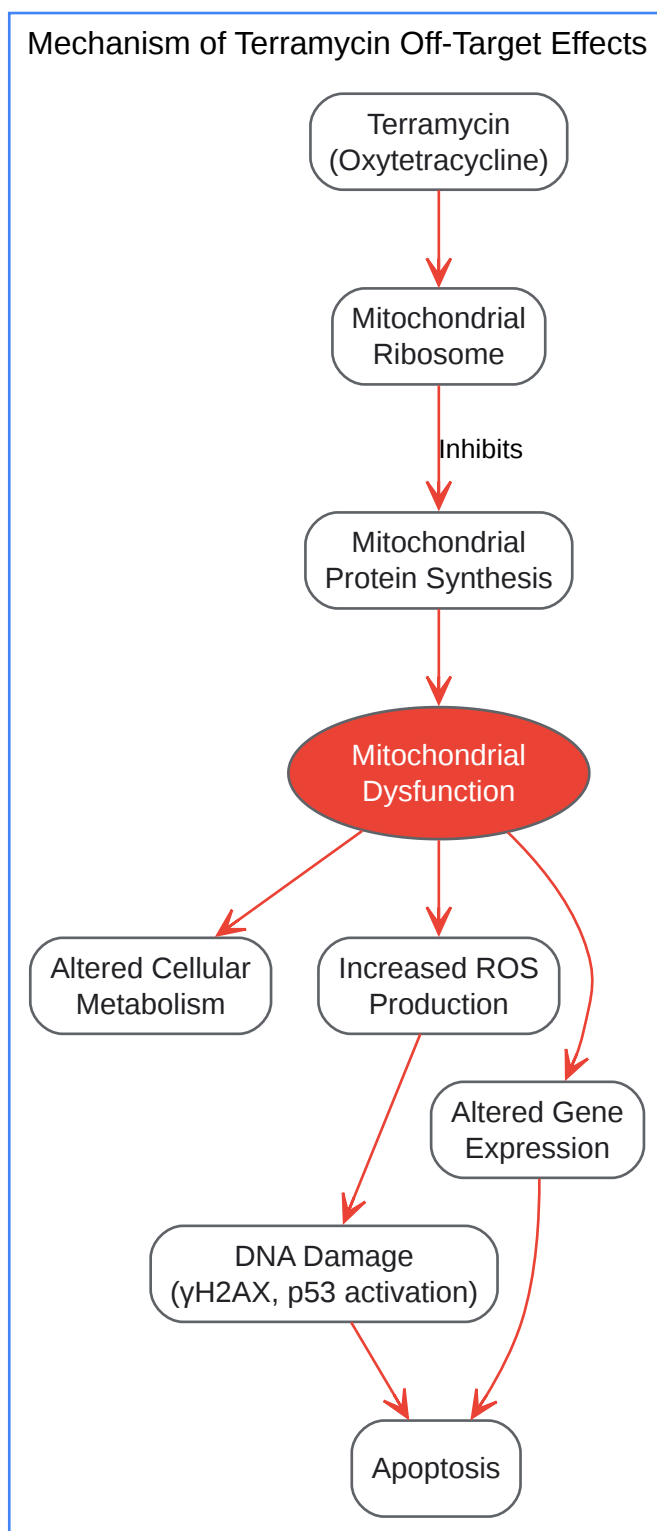 Mechanism of Terramycin Off-Target Effects
Terramycin
(Oxytetracycline)
Mitochondrial
Ribosome
Inhibits
Mitochondrial
Protein Synthesis
Mitochondrial
Dysfunction
Altered Cellular
Metabolism
Increased ROS
Production
Altered Gene
Expression
DNA Damage
(γH2AX, p53 activation)
Apoptosis